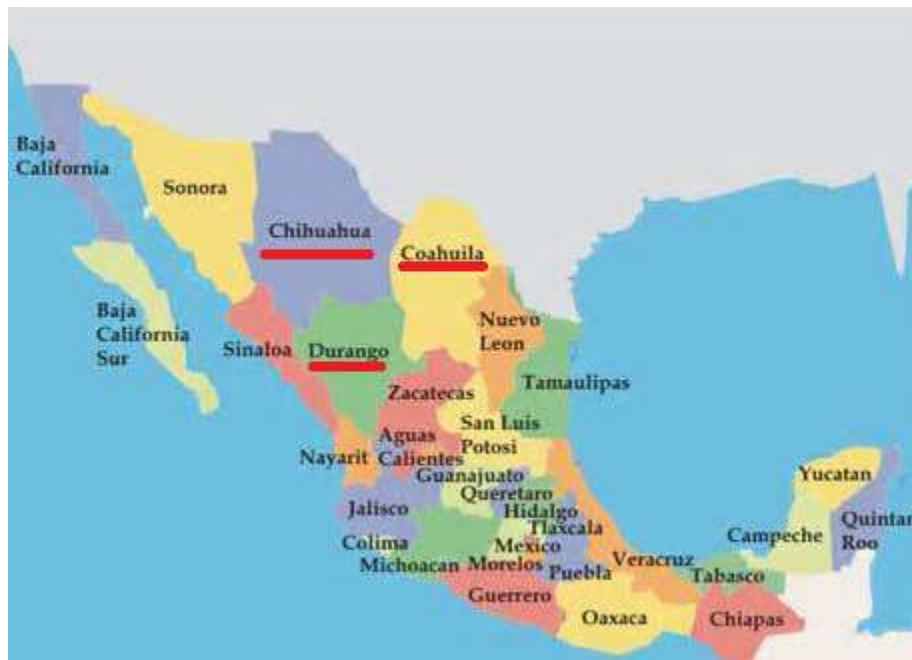 Baja
California
Sonora
Chihuahua
Coahuila
Baja
California
Sur
Sinaloa
Durango
Nuevo
Leon
Zacatecas
Tamaulipas
San Luis
Potosi
Nayarit
Aguas
Calientes
Guanajuato
Queretaro
Jalisco
Hidalgo
Tlaxcala
Colima
Mexico
Michoacan
Morelos
Puebla
Veracruz
Guerrero
Oaxaca
Tabasco
Chiapas
Yucatan
Campeche
Quintan
Roo